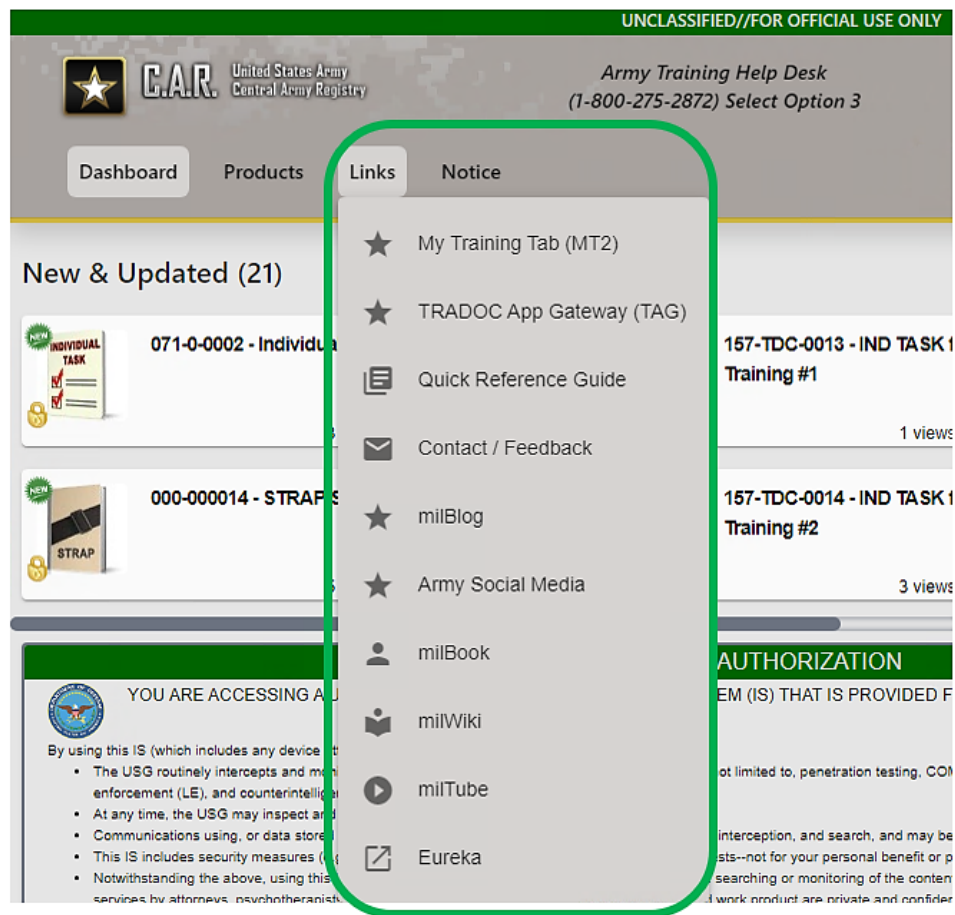 UNCLASSIFIED//FOR OFFICIAL USE ONLY
C.A.R. United States Army
Central Army Registry
Army Training Help Desk
(1-800-275-2872) Select Option 3
Dashboard Products Links Notice
My Training Tab (MT2)
TRADOC App Gateway (TAG)
Quick Reference Guide
Contact / Feedback
milBlog
Army Social Media
milBook
milWiki
milTube
Eureka
New & Updated (21)
NEW
INDIVIDUAL
TASK
071-0-0002 - Individua
157-TDC-0013 - IND TASK
Training #1
1 views
NEW
STRAP
000-000014 - STRAP S
157-TDC-0014 - IND TASK
Training #2
3 views
AUTHORIZATION
YOU ARE ACCESSING A U
EM (IS) THAT IS PROVIDED F
By using this IS (which includes any device
• The USG routinely intercepts and mon
ot limited to, penetration testing, COM
enforcement (LE), and counterintellige
• At any time, the USG may inspect and
• Communications using, or data stored
interception, and search, and may be
• This IS includes security measures (e.g
sts--not for your personal benefit or p
• Notwithstanding the above, using this
searching or monitoring of the conten
services by attorneys, psychotherapist
work product are private and confiden